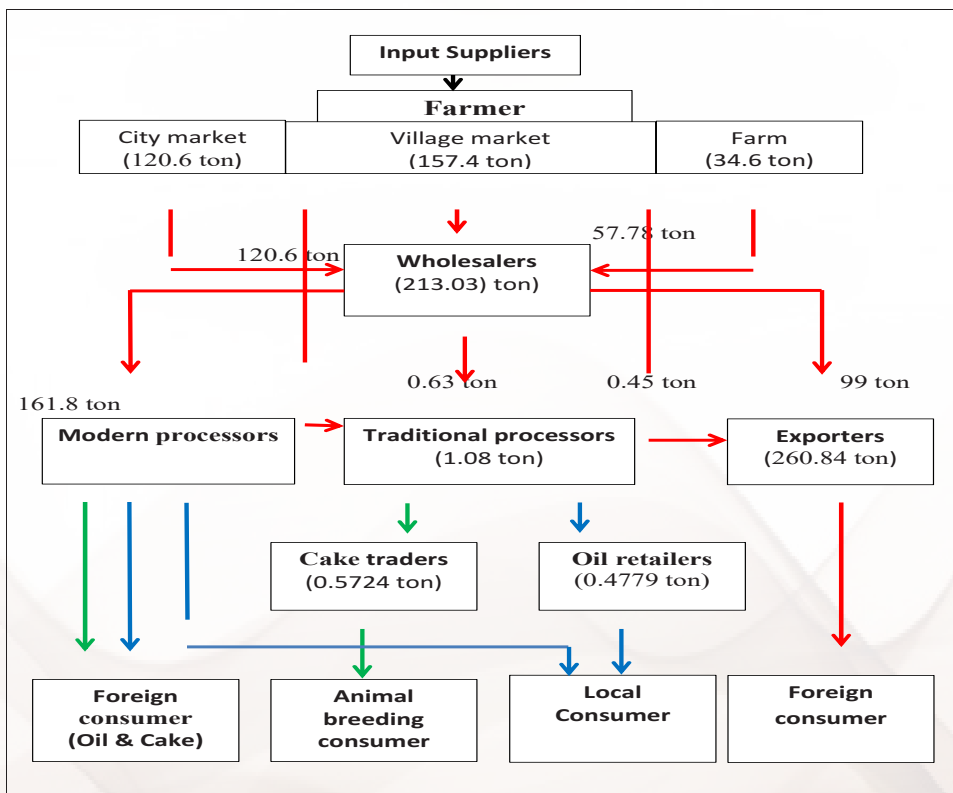 Input Suppliers
Farmer
City market
(120.6 ton)
Village market
(157.4 ton)
Farm
(34.6 ton)
57.78 ton
120.6 ton
Wholesalers
(213.03) ton)
0.63 ton
0.45 ton
99 ton
161.8 ton
Modern processors
Traditional processors
(1.08 ton)
Exporters
(260.84 ton)
Cake traders
(0.5724 ton)
Oil retailers
(0.4779 ton)
Foreign
consumer
(Oil & Cake)
Animal
breeding
consumer
Local
Consumer
Foreign
consumer